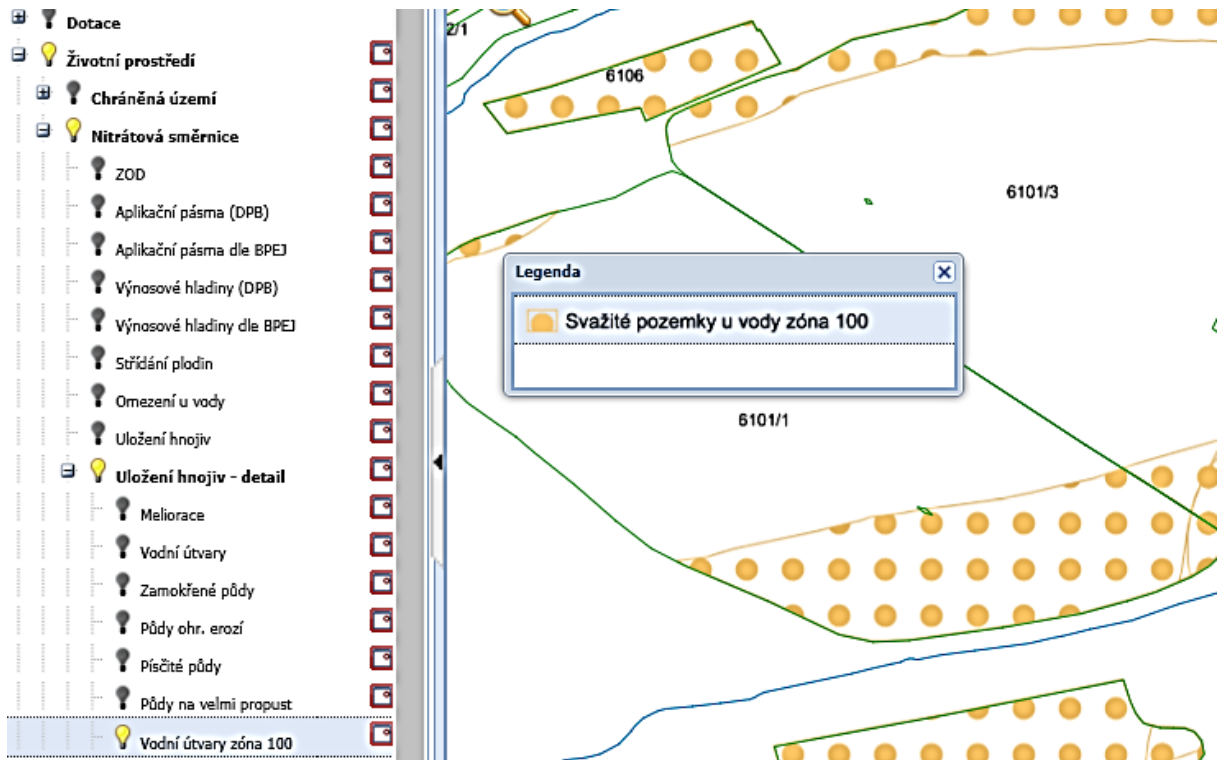 Dotace
Životní prostředí
Chráněná území
Nitrátová směrnice
ZOD
Aplikační pásma (DPB)
Aplikační pásma dle BPEJ
Výnosové hladiny (DPB)
Výnosové hladiny dle BPEJ
Střídání plodin
Omezení u vody
Uložení hnojiv
Uložení hnojiv - detail
Meliorace
Vodní útvary
Zamokřené půdy
Půdy ohr. erozí
Písčité půdy
Půdy na velmi propust
Vodní útvary zóna 100
2/1
6106
6101/3
Legenda
Svažité pozemky u vody zóna 100
6101/1